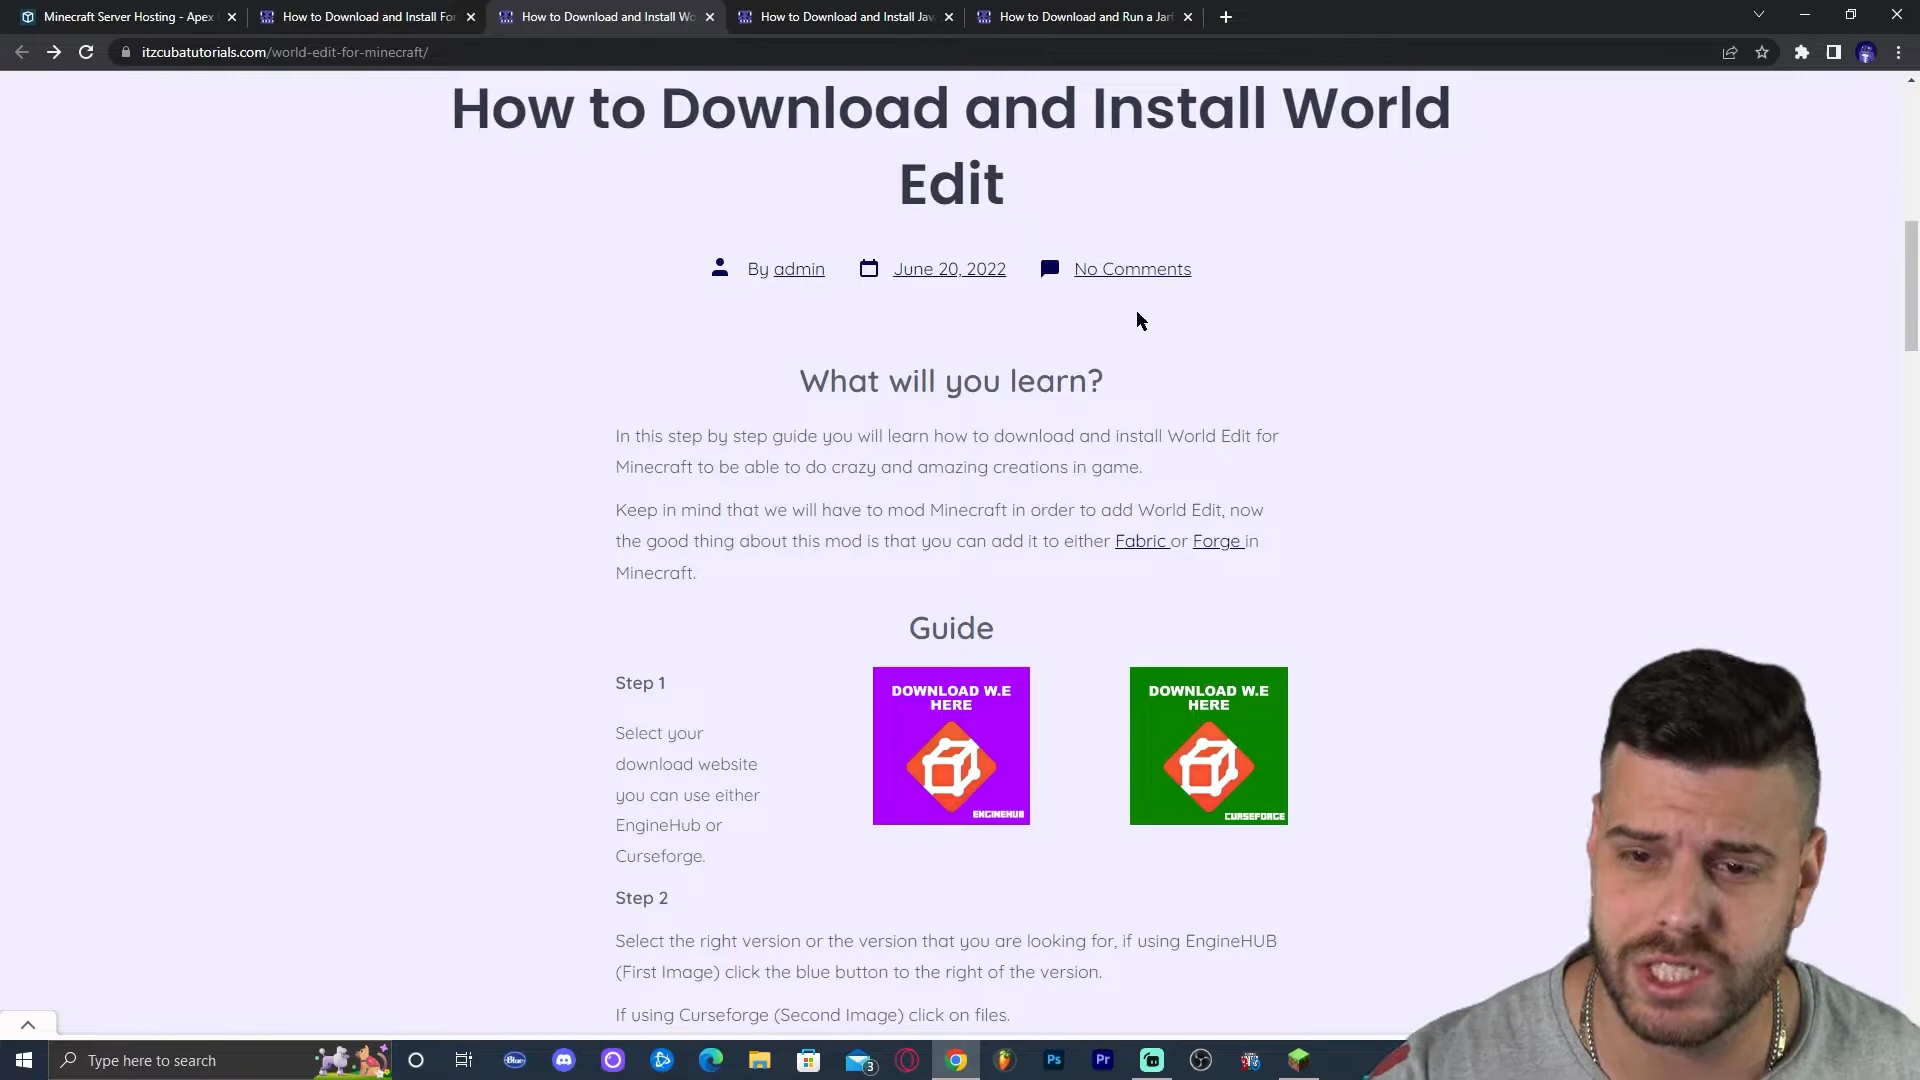 Minecraft Server Hosting - Apex
How to Download and Install For
How to Download and Install Wo
How to Download and Install Jav
How to Download and Run a Jar
itzcubatutorials.com/world-edit-for-minecraft/
How to Download and Install World
Edit
By admin
June 20, 2022
No Comments
What will you learn?
In this step by step guide you will learn how to download and install World Edit for
Minecraft to be able to do crazy and amazing creations in game.
Keep in mind that we will have to mod Minecraft in order to add World Edit, now
the good thing about this mod is that you can add it to either Fabric or Forge in
Minecraft.
Guide
Step 1
Select your
download website
you can use either
EngineHub or
Curseforge.
DOWNLOAD W.E
HERE
ENGINEHUB
DOWNLOAD W.E
HERE
CURSEFORGE
Step 2
Select the right version or the version that you are looking for, if using EngineHUB
(First Image) click the blue button to the right of the version.
If using Curseforge (Second Image) click on files.
Type here to search
Blue
3
Ps
Pr